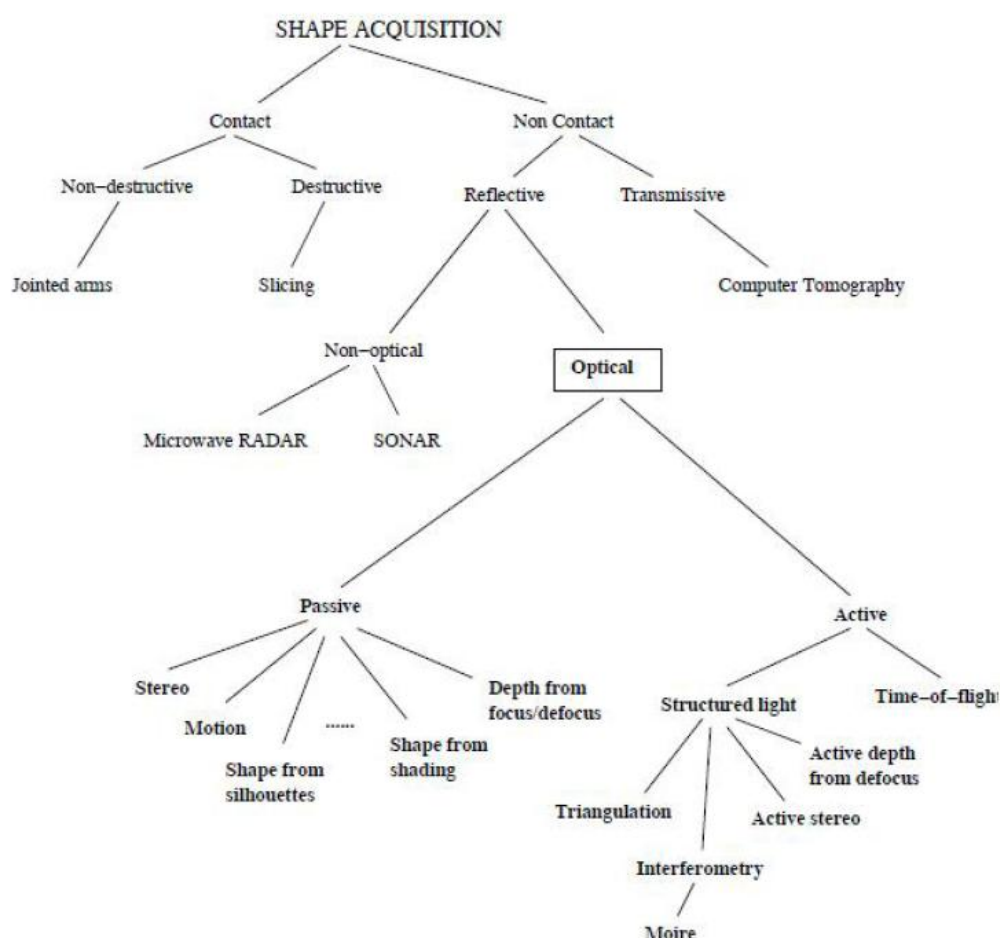 SHAPE ACQUISITION
Contact
Non Contact
Non-destructive
Destructive
Reflective
Transmissive
Jointed arms
Slicing
Computer Tomography
Non-optical
Optical
Microwave RADAR
SONAR
Passive
Active
Stereo
Motion
Shape from
silhouettes
......
Shape from
shading
Depth from
focus/defocus
Structured light
Time-of-flight
Triangulation
Interferometry
Moire
Active stereo
Active depth
from defocus